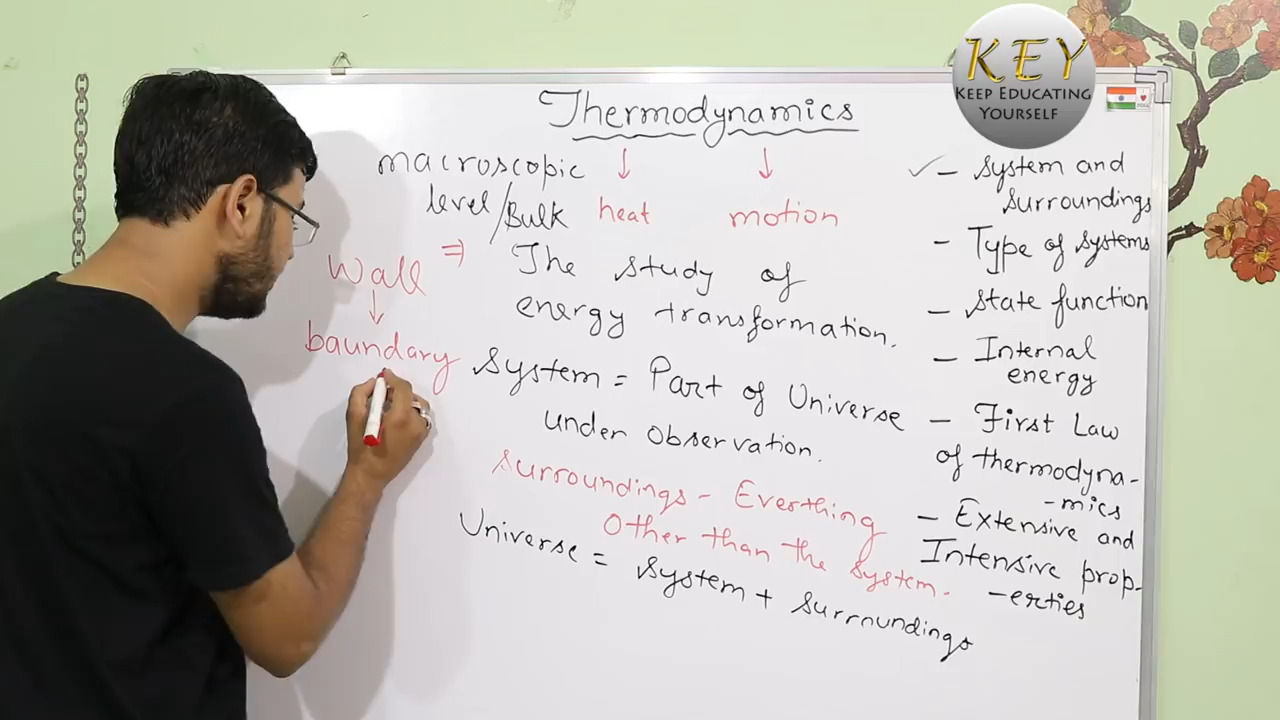 KEY
KEEP EDUCATING
YOURSELF
Thermodynamics
macroscopic
level/Bulk
heat
motion
Wall
baundary
⇒ The study of
energy transformation.
System = Part of Universe
under Observation.
Surroundings - Everthing
Other than the system.
Universe = system + surroundings
✓ - System and
surroundings
- Type of systems
- State function
- Internal
energy
- First Law
of thermodyna-
-mics
- Extensive and
Intensive prop-
-erties